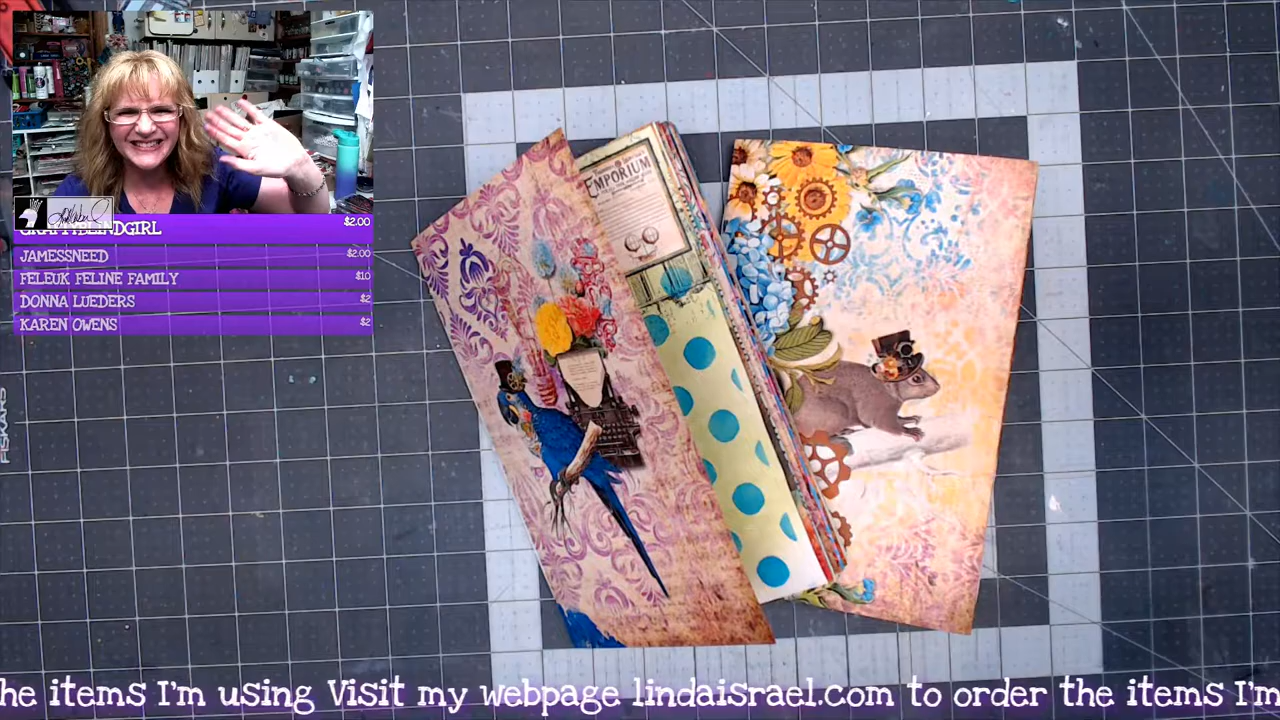 $2.00
JAMESSNEED $2.00
FELEUK FELINE FAMILY $10
DONNA LUEDERS $2
KAREN OWENS $2
EMPORIUM
FISKARS
he items I'm using Visit my webpage lindaisrael.com to order the items I'm